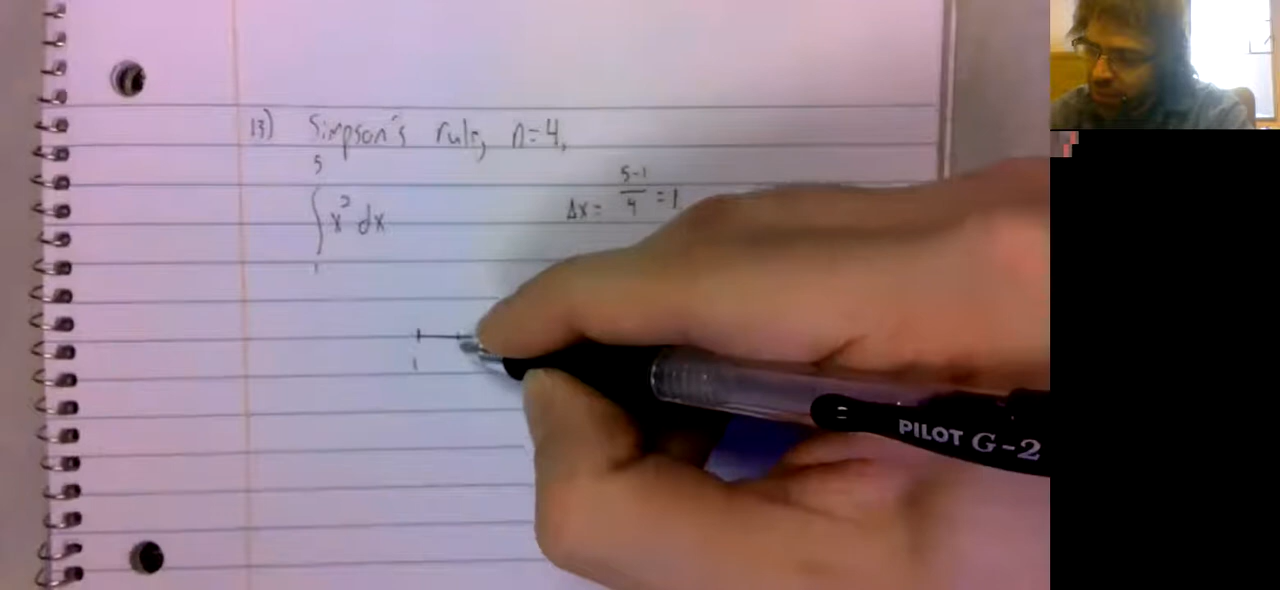 13) Simpson's rule, n=4,
5
∫ x² dx
1
Δx = 5-1/4 = 1
1
PILOT G-2